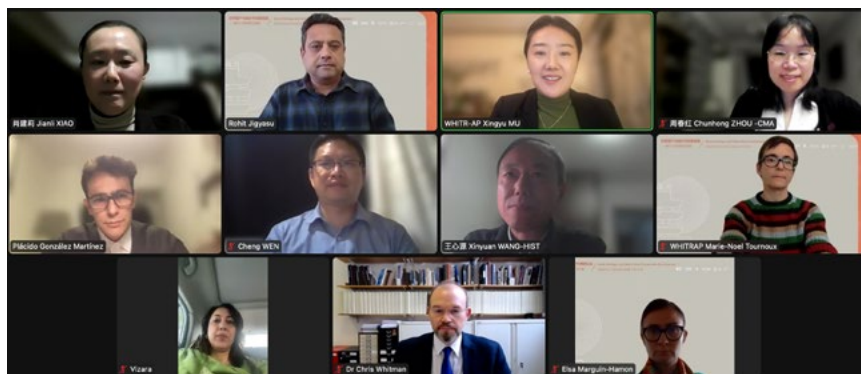 肖建莉 Jianli XIAO
Rohit Jigyasu
WHITR-AP Xingyu MU
周春红 Chunhong ZHOU -CMA
Plácido González Martínez
Cheng WEN
王心源 Xinyuan WANG-HIST
WHITRAP Marie-Noel Tournoux
Vizara
Dr Chris Whitman
Elsa Marguin-Hamon